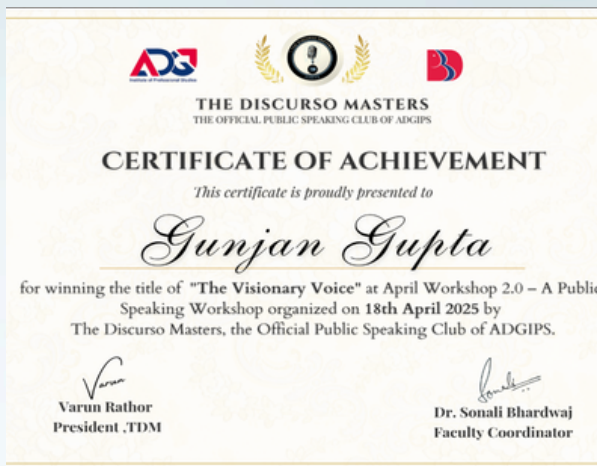 ADG
Institute of Professional Studies
THE DISCURSO MASTERS
THE OFFICIAL PUBLIC SPEAKING CLUB OF ADGIPS
CERTIFICATE OF ACHIEVEMENT
This certificate is proudly presented to
Gunjan Gupta
for winning the title of "The Visionary Voice" at April Workshop 2.0 – A Public
Speaking Workshop organized on 18th April 2025 by
The Discurso Masters, the Official Public Speaking Club of ADGIPS.
Varun
Varun Rathor
President ,TDM
Sonali
Dr. Sonali Bhardwaj
Faculty Coordinator